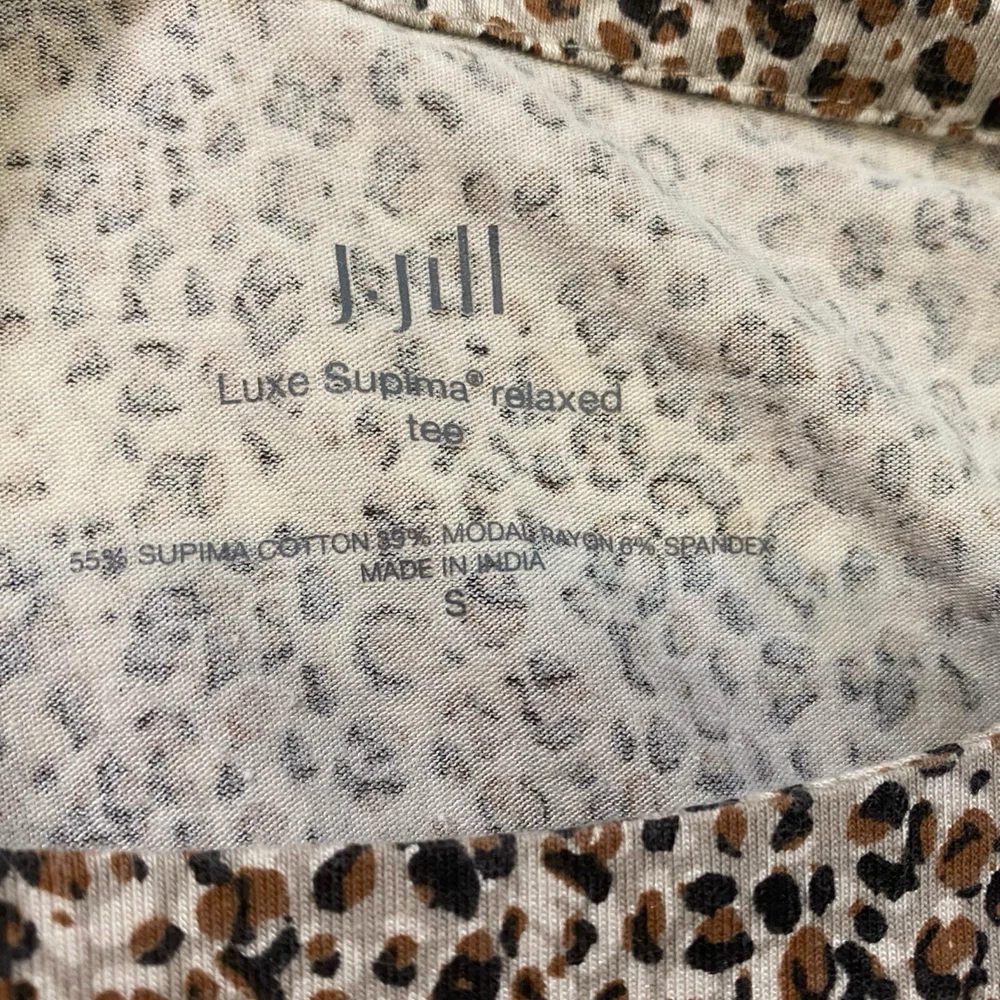 J.Jill
Luxe Supima® relaxed
tee
55% SUPIMA COTTON 39% MODAL RAYON 6% SPANDEX
MADE IN INDIA
S